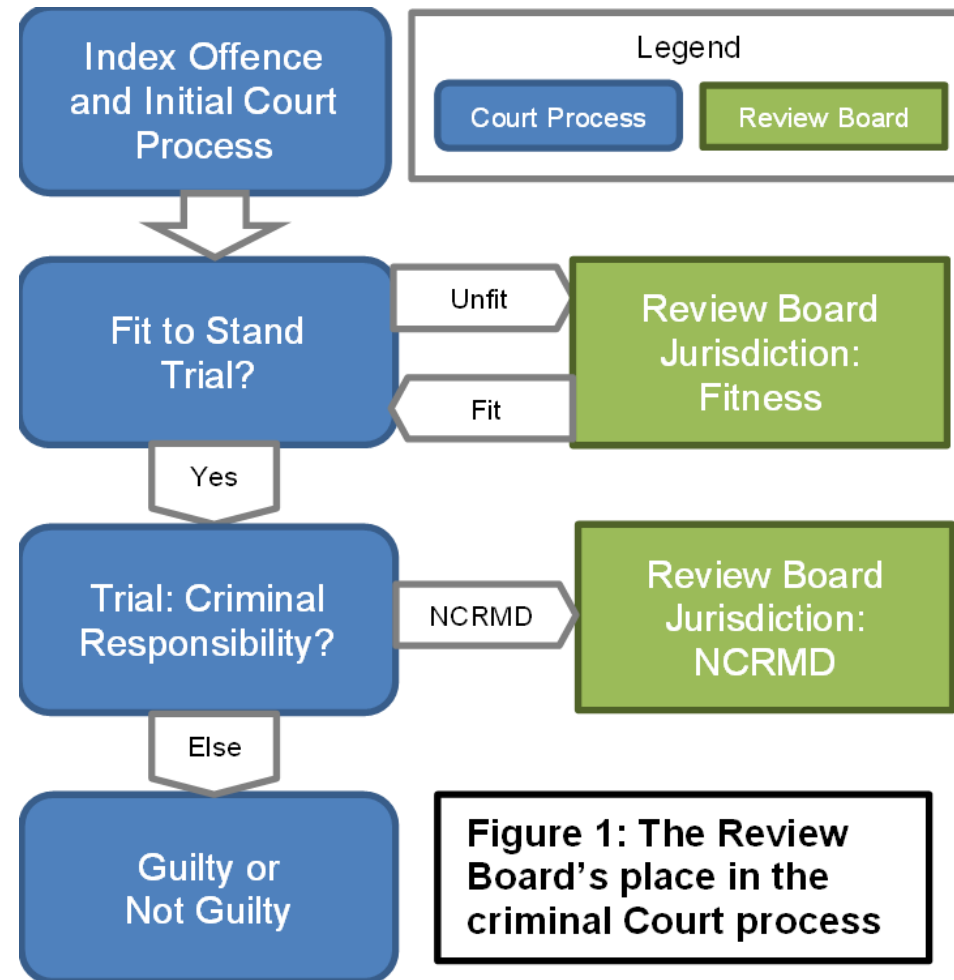 Index Offence
and Initial Court
Process
Legend
Court Process
Review Board
Fit to Stand
Trial?
Unfit
Fit
Review Board
Jurisdiction:
Fitness
Yes
Trial: Criminal
Responsibility?
NCRMD
Review Board
Jurisdiction:
NCRMD
Else
Guilty or
Not Guilty
Figure 1: The Review
Board’s place in the
criminal Court process